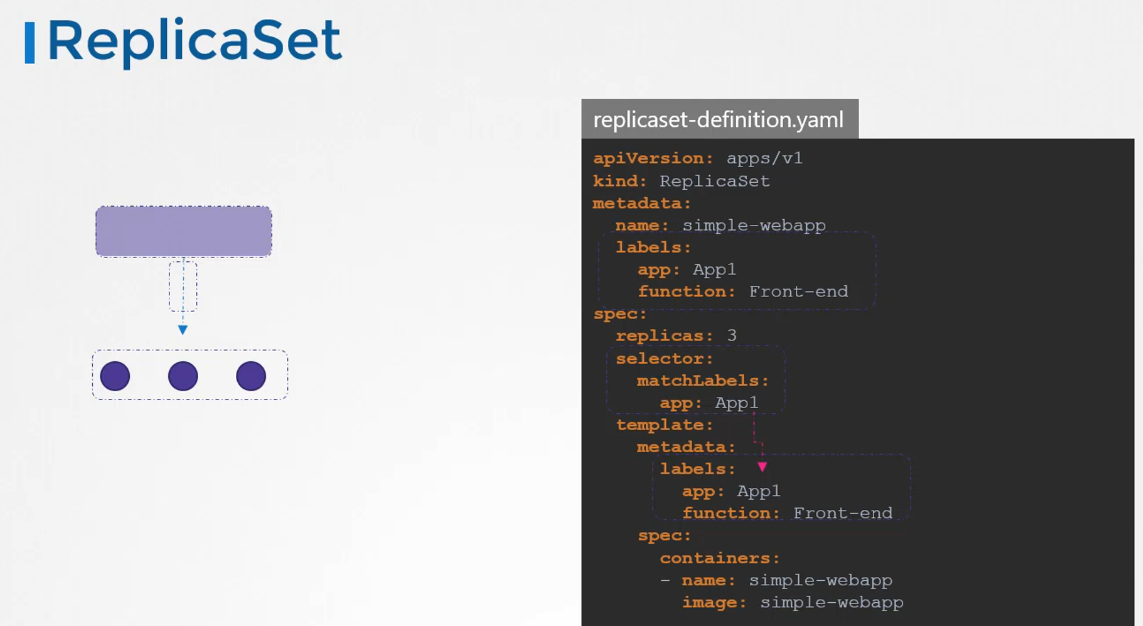 ReplicaSet
replicaset-definition.yaml
apiVersion: apps/v1
kind: ReplicaSet
metadata:
  name: simple-webapp
  labels:
    app: App1
    function: Front-end
spec:
  replicas: 3
  selector:
    matchLabels:
      app: App1
  template:
    metadata:
      labels:
        app: App1
        function: Front-end
    spec:
      containers:
      - name: simple-webapp
        image: simple-webapp